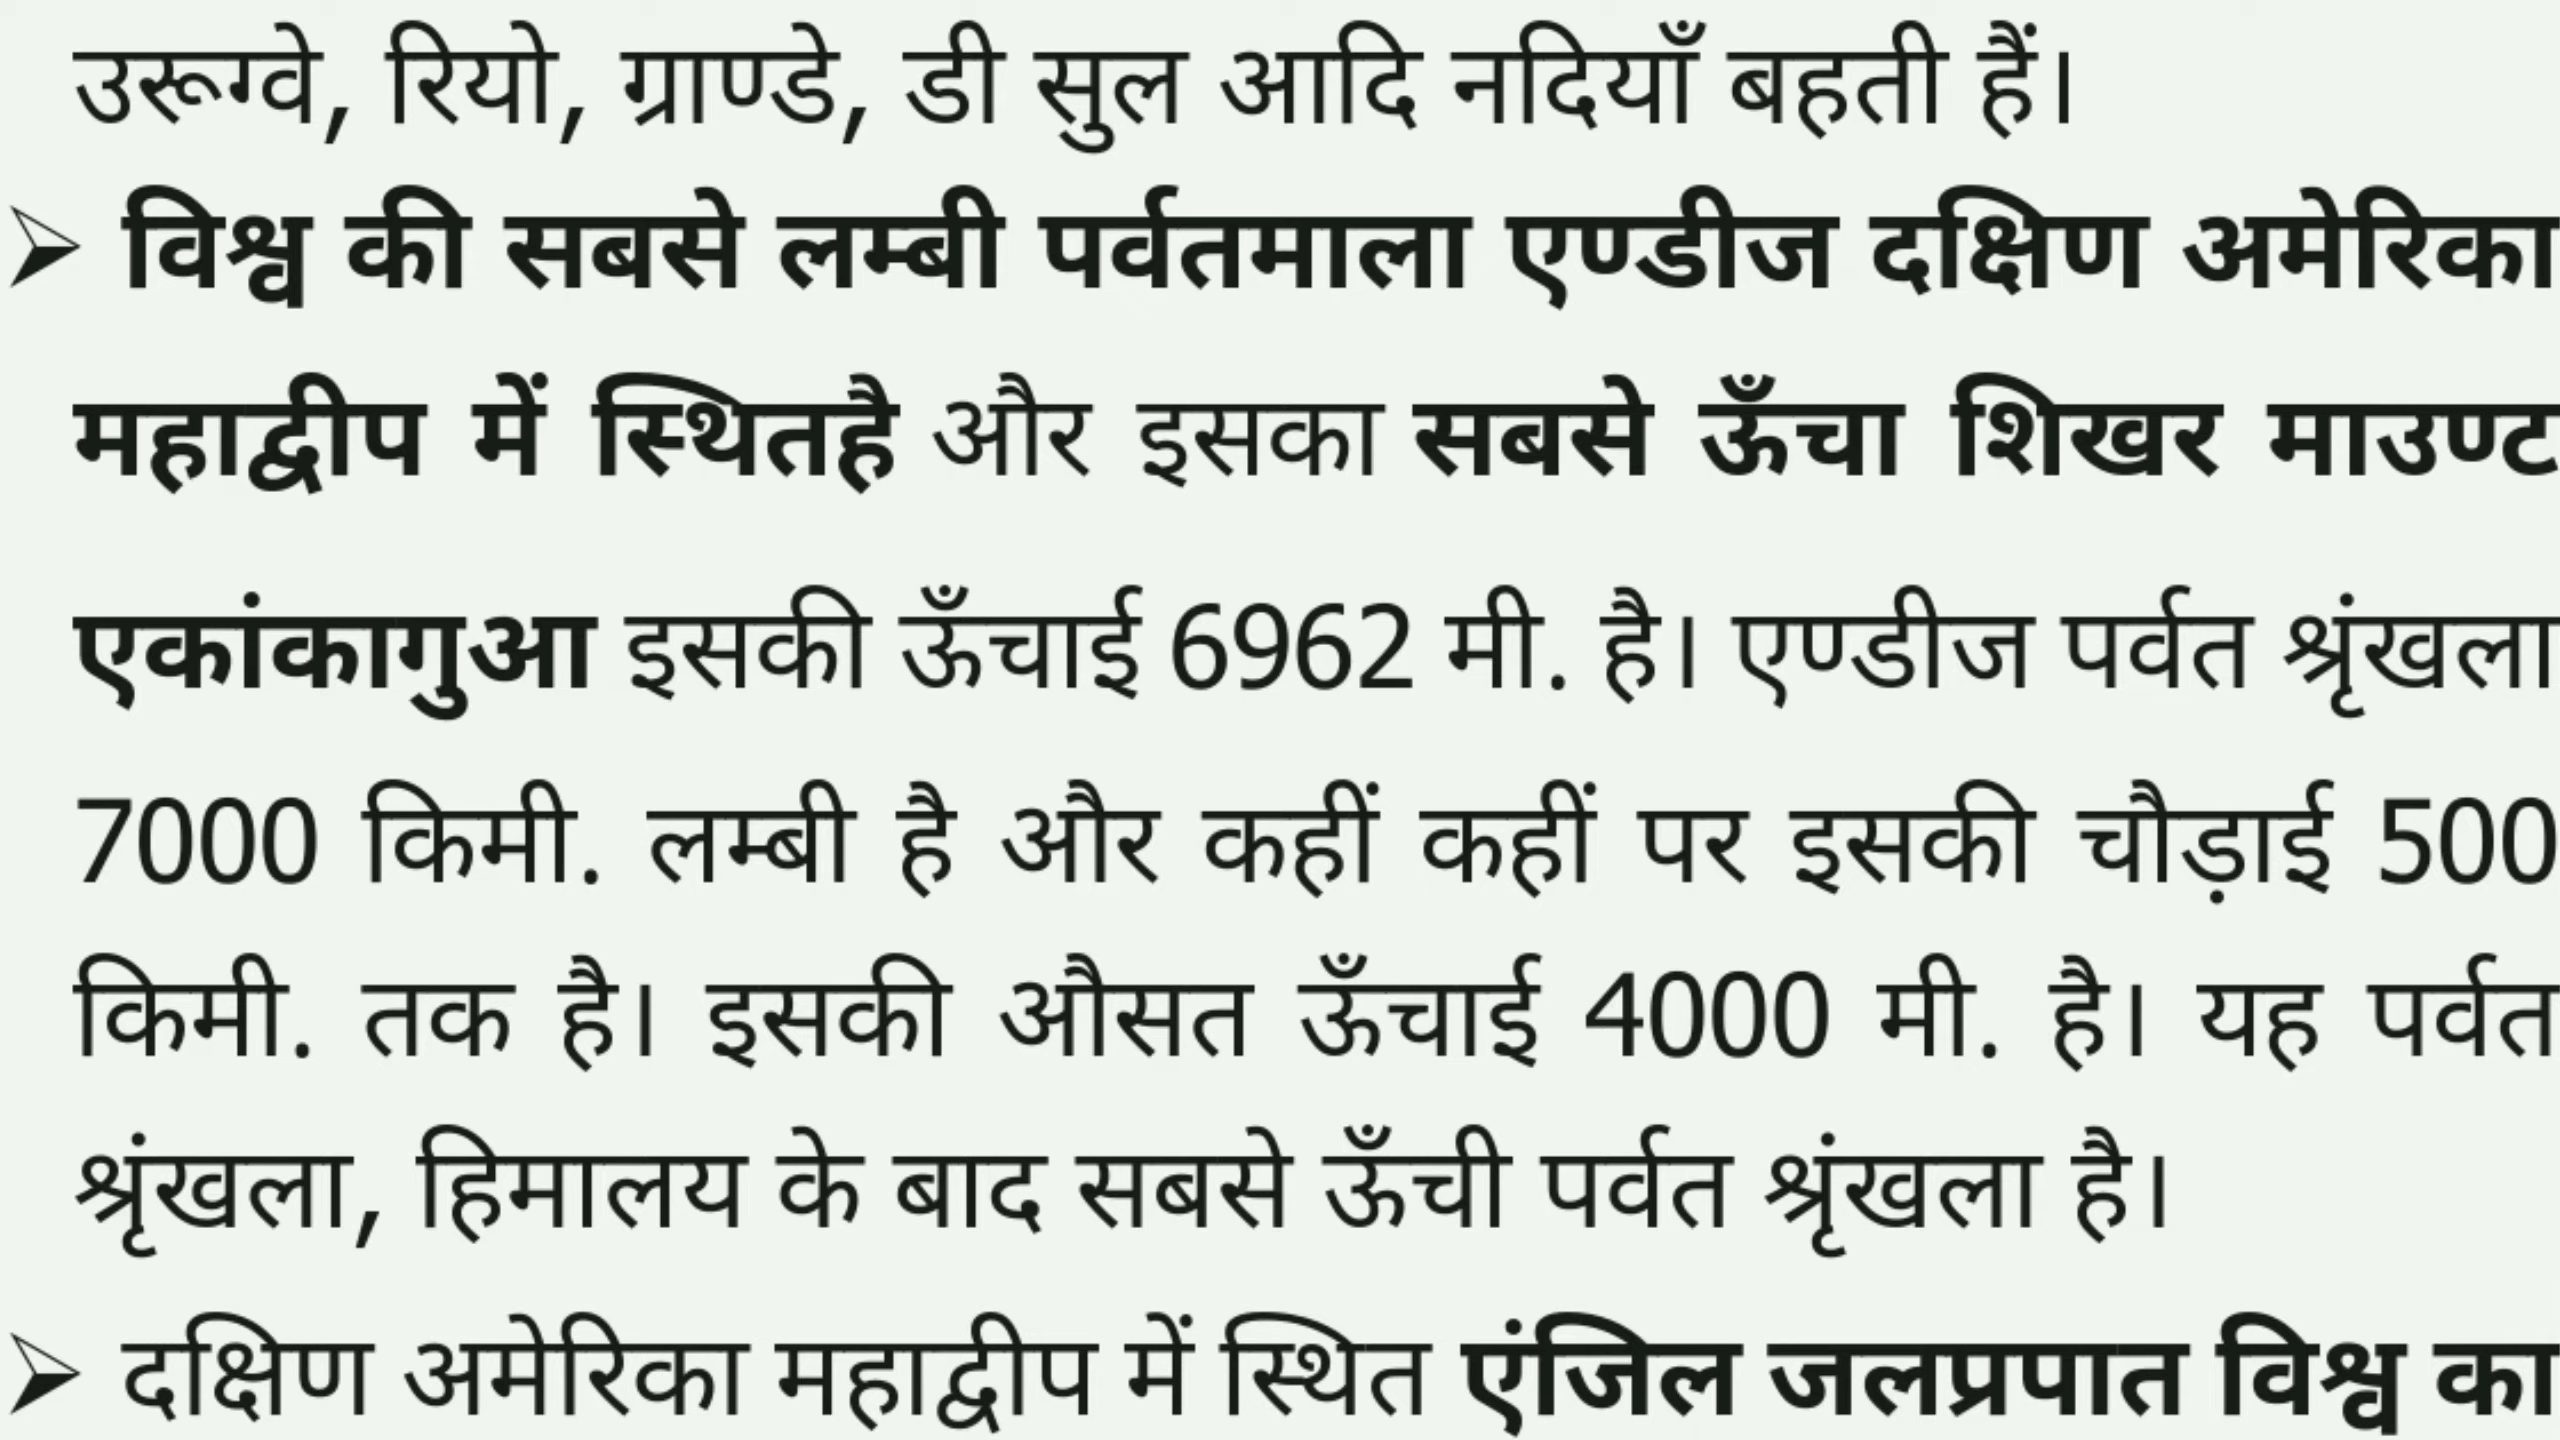 उरूग्वे, रियो, ग्राण्डे, डी सुल आदि नदियाँ बहती हैं।
➢ विश्व की सबसे लम्बी पर्वतमाला एण्डीज दक्षिण अमेरिका
महाद्वीप में स्थितहै और इसका सबसे ऊँचा शिखर माउण्ट
एकांकागुआ इसकी ऊँचाई 6962 मी. है। एण्डीज पर्वत श्रृंखला
7000 किमी. लम्बी है और कहीं कहीं पर इसकी चौड़ाई 500
किमी. तक है। इसकी औसत ऊँचाई 4000 मी. है। यह पर्वत
श्रृंखला, हिमालय के बाद सबसे ऊँची पर्वत श्रृंखला है।
➢ दक्षिण अमेरिका महाद्वीप में स्थित एंजिल जलप्रपात विश्व का